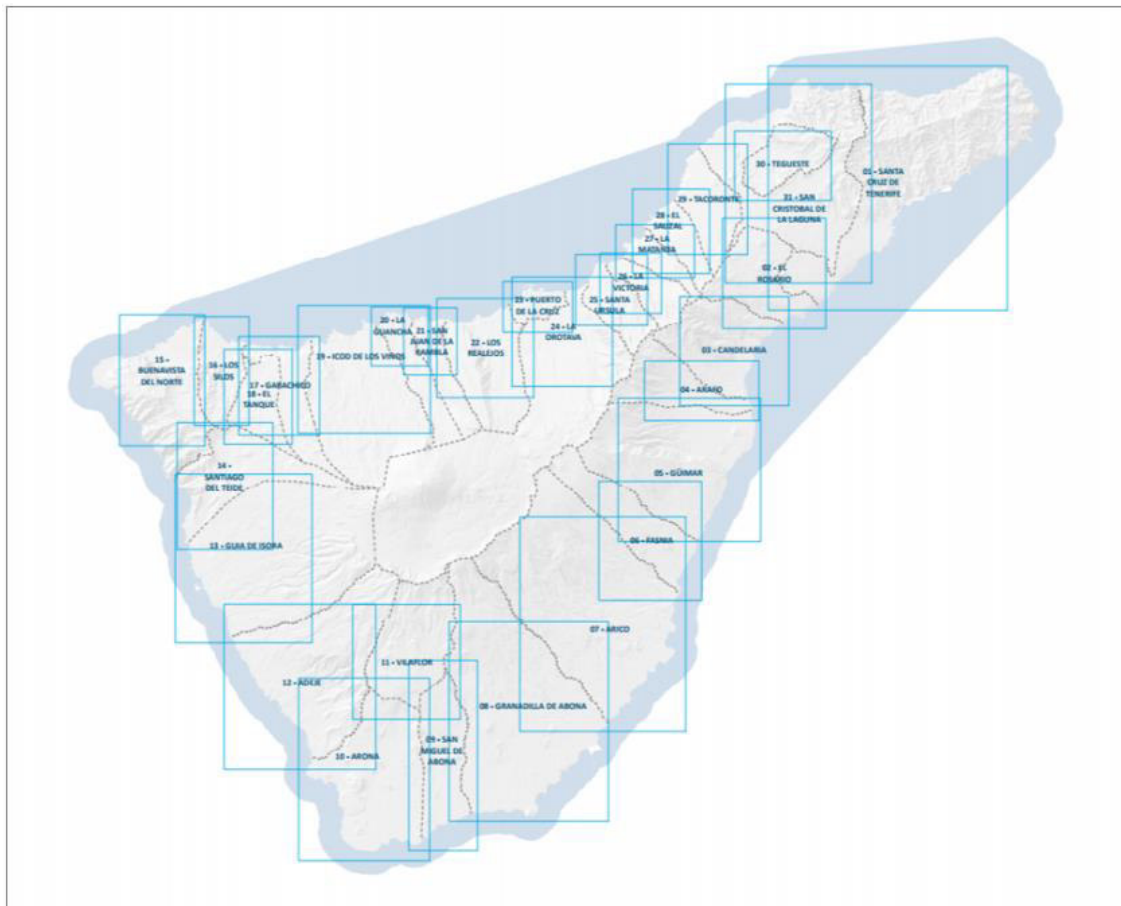 30 - TEGUESTE
01 - SANTA
CRUZ DE
TENERIFE
31 - SAN
CRISTOBAL DE
LA LAGUNA
29 - TACORONTE
28 - EL
SAUZAL
27 - LA
MATANZA
02 - EL
ROSARIO
26 - LA
VICTORIA
25 - SANTA
URSULA
23 - PUERTO
DE LA CRUZ
24 - LA
OROTAVA
20 - LA
GUANCHA
21 - SAN
JUAN DE LA
RAMBLA
22 - LOS
REALEJOS
19 - ICOD DE LOS VIÑOS
15 -
BUENAVISTA
DEL NORTE
16 - LOS
SILOS
17 - GARACHICO
18 - EL
TANQUE
03 - CANDELARIA
04 - ARAFO
14 -
SANTIAGO
DEL TEIDE
05 - GÜIMAR
13 - GUIA DE ISORA
06 - FASNIA
07 - ARICO
11 - VILAFLOR
12 - ADEJE
08 - GRANADILLA DE ABONA
09 - SAN
MIGUEL DE
ABONA
10 - ARONA